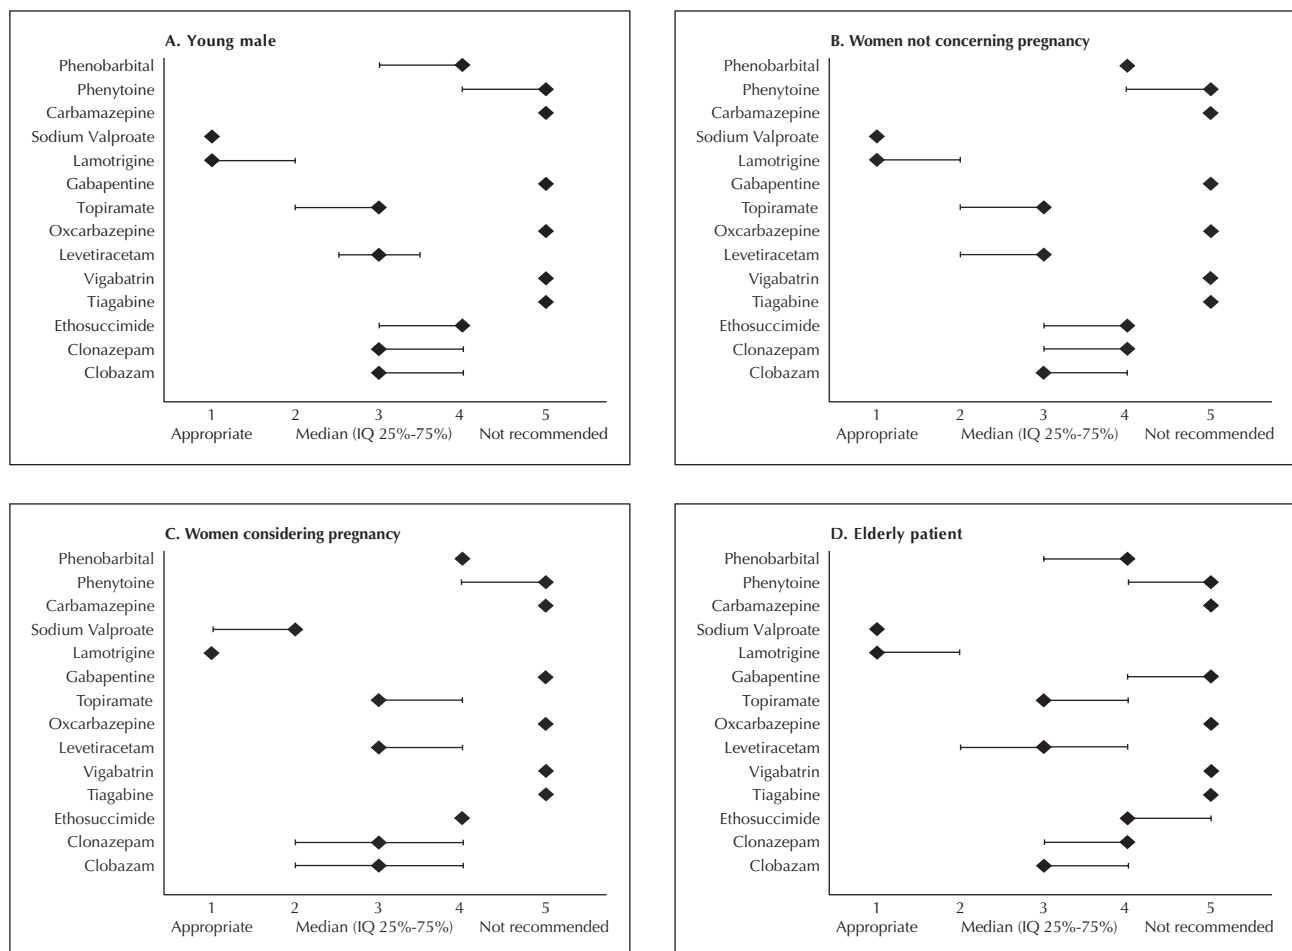 A. Young male
Phenobarbital
Phenytoine
Carbamazepine
Sodium Valproate
Lamotrigine
Gabapentine
Topiramate
Oxcarbazepine
Levetiracetam
Vigabatrin
Tiagabine
Ethosuccimide
Clonazepam
Clobazam
1 2 3 4 5
Appropriate Median (IQ 25%-75%) Not recommended
B. Women not concerning pregnancy
Phenobarbital
Phenytoine
Carbamazepine
Sodium Valproate
Lamotrigine
Gabapentine
Topiramate
Oxcarbazepine
Levetiracetam
Vigabatrin
Tiagabine
Ethosuccimide
Clonazepam
Clobazam
1 2 3 4 5
Appropriate Median (IQ 25%-75%) Not recommended
C. Women considering pregnancy
Phenobarbital
Phenytoine
Carbamazepine
Sodium Valproate
Lamotrigine
Gabapentine
Topiramate
Oxcarbazepine
Levetiracetam
Vigabatrin
Tiagabine
Ethosuccimide
Clonazepam
Clobazam
1 2 3 4 5
Appropriate Median (IQ 25%-75%) Not recommended
D. Elderly patient
Phenobarbital
Phenytoine
Carbamazepine
Sodium Valproate
Lamotrigine
Gabapentine
Topiramate
Oxcarbazepine
Levetiracetam
Vigabatrin
Tiagabine
Ethosuccimide
Clonazepam
Clobazam
1 2 3 4 5
Appropriate Median (IQ 25%-75%) Not recommended